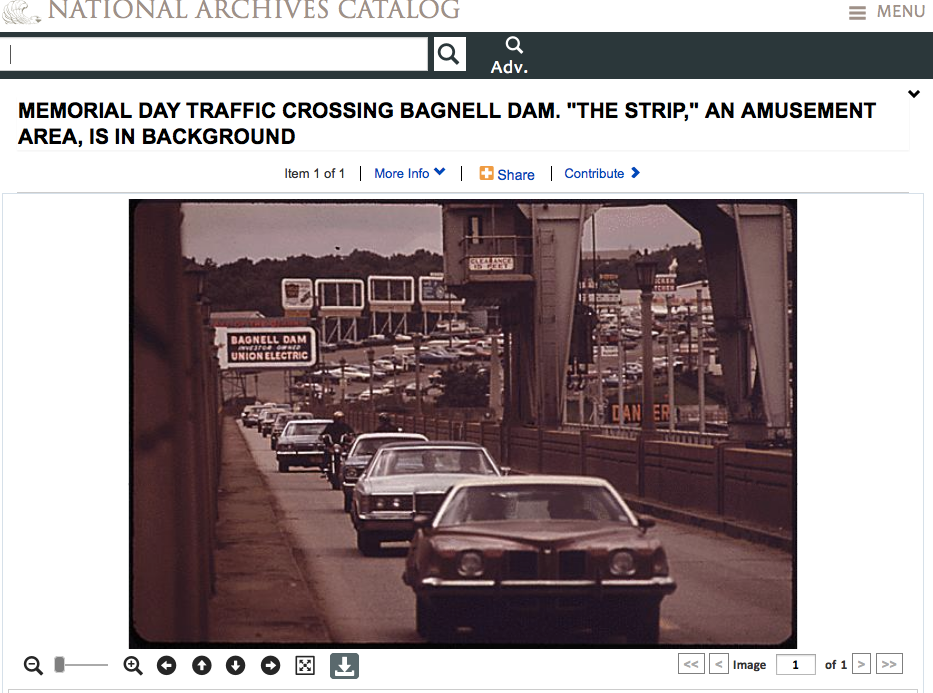 NATIONAL ARCHIVES CATALOG
MENU
Adv.
MEMORIAL DAY TRAFFIC CROSSING BAGNELL DAM. "THE STRIP," AN AMUSEMENT
AREA, IS IN BACKGROUND
Item 1 of 1 | More Info | Share | Contribute
CLEARANCE
15 FEET
BAGNELL DAM
INVESTOR OWNED
UNION ELECTRIC
DAN ER
<< < Image 1 of 1 > >>